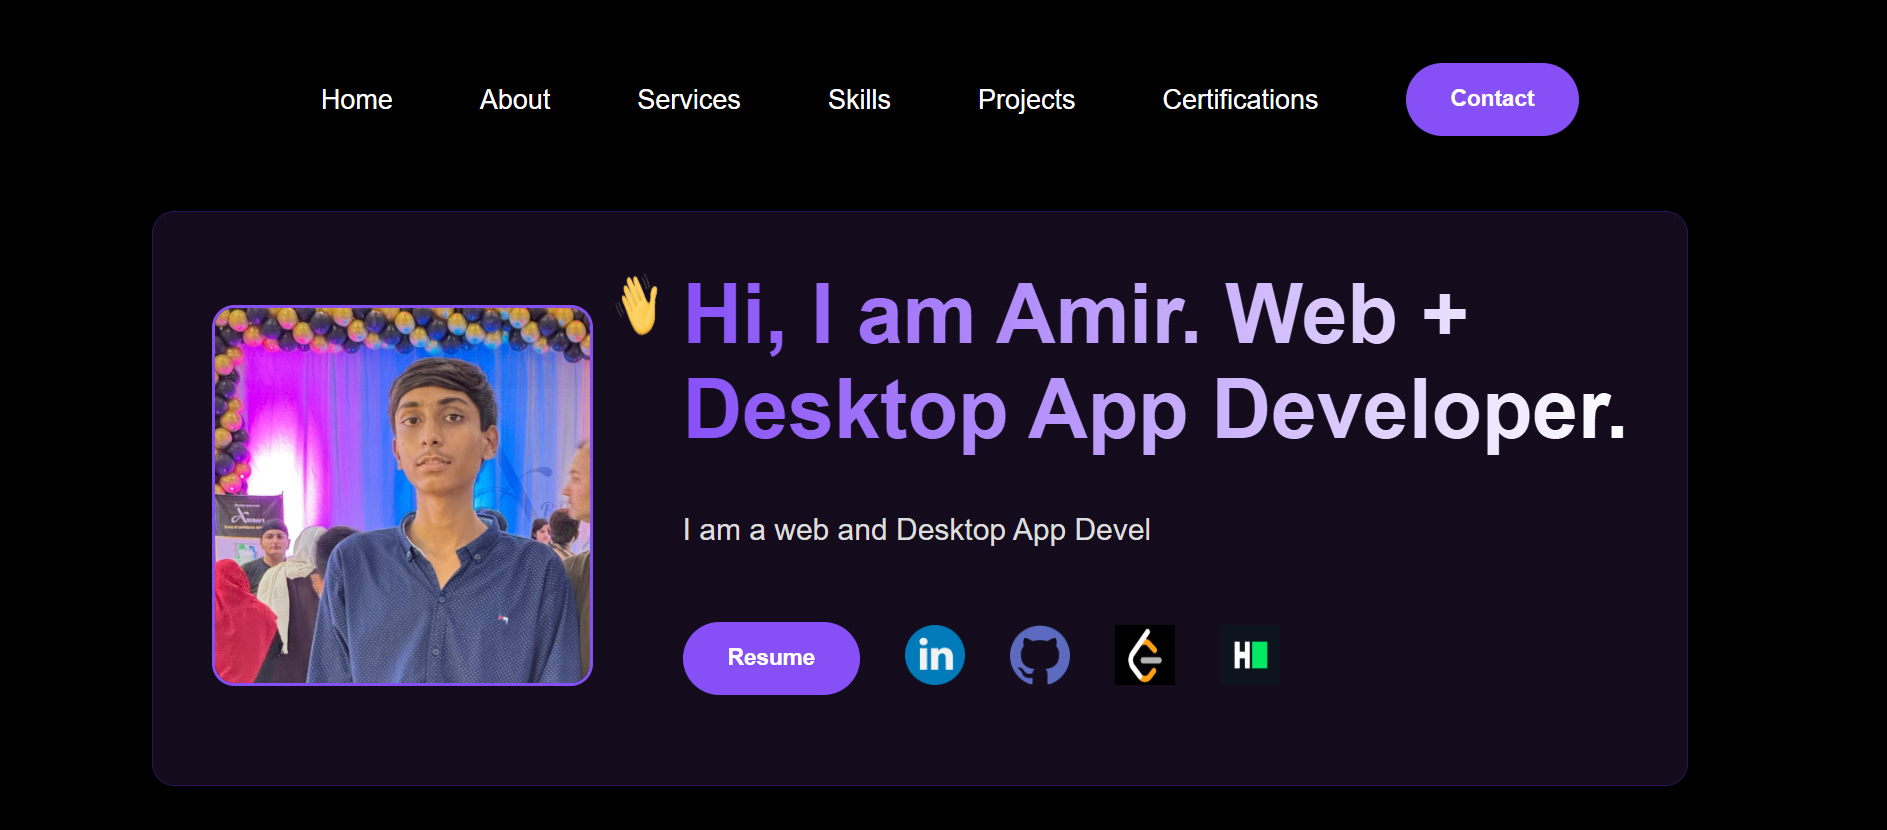 Home About Services Skills Projects Certifications Contact
Hi, I am Amir. Web +
Desktop App Developer.
I am a web and Desktop App Devel
Resume
in
H